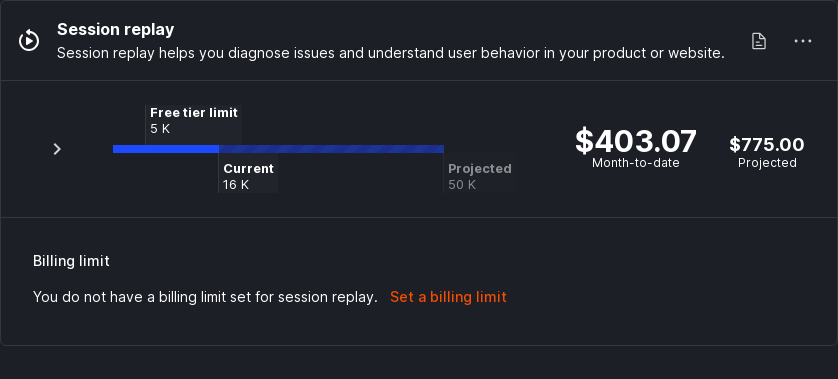 Session replay
Session replay helps you diagnose issues and understand user behavior in your product or website.
Free tier limit
5 K
Current
16 K
Projected
50 K
$403.07
Month-to-date
$775.00
Projected
Billing limit
You do not have a billing limit set for session replay. Set a billing limit